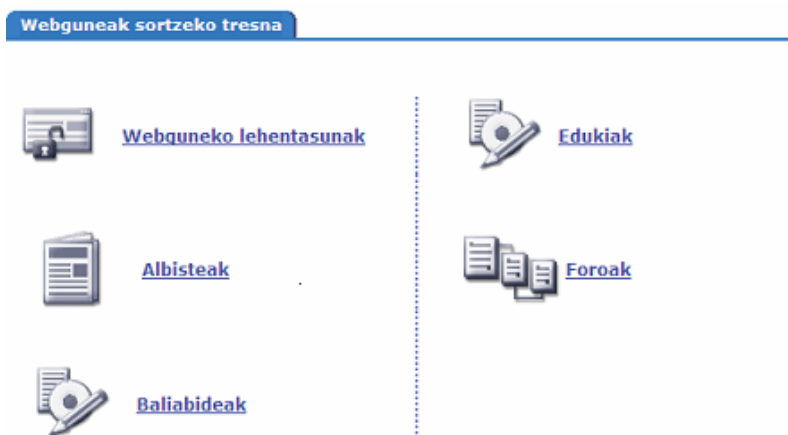 Webguneak sortzeko tresna
Webguneko lehentasunak
Edukiak
Albisteak
Foroak
Baliabideak